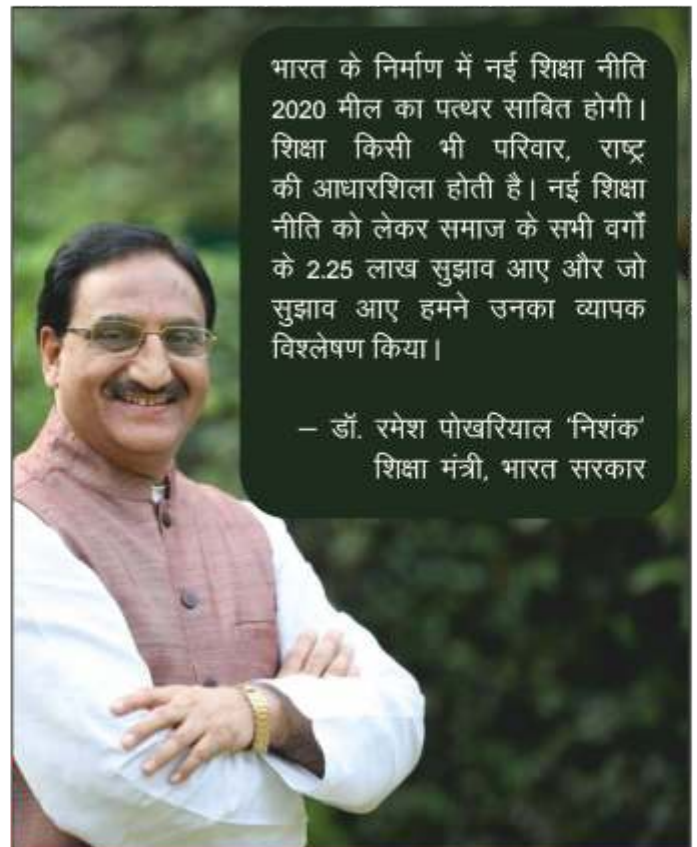 भारत के निर्माण में नई शिक्षा नीति
2020 मील का पत्थर साबित होगी।
शिक्षा किसी भी परिवार, राष्ट्र
की आधारशिला होती है। नई शिक्षा
नीति को लेकर समाज के सभी वर्गों
के 2.25 लाख सुझाव आए और जो
सुझाव आए हमने उनका व्यापक
विश्लेषण किया।
– डॉ. रमेश पोखरियाल 'निशंक'
शिक्षा मंत्री, भारत सरकार